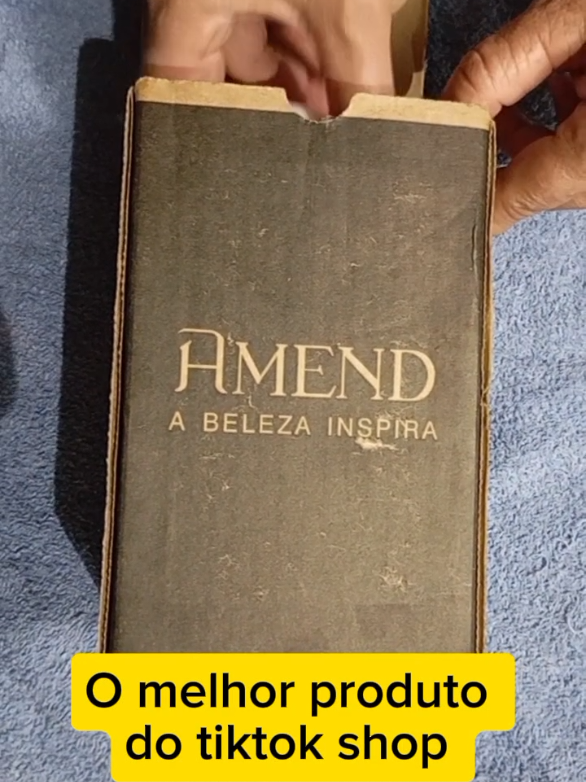 AMEND
A BELEZA INSPIRA
O melhor produto
do tiktok shop